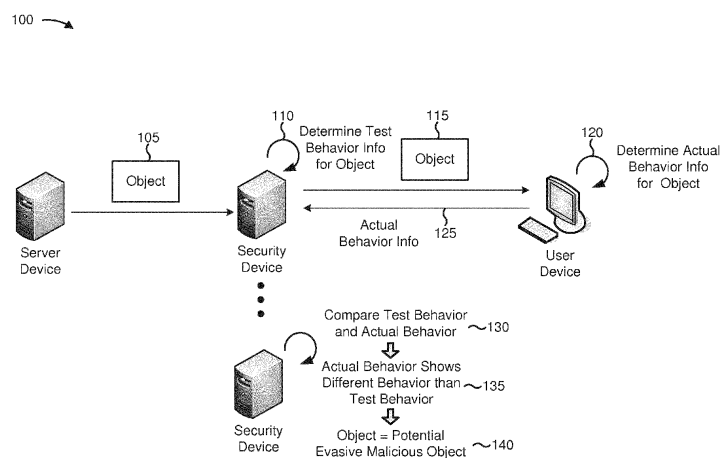 100
105
Object
Server
Device
110
Determine Test
Behavior Info
for Object
Security
Device
115
Object
Actual
Behavior Info
125
120
Determine Actual
Behavior Info
for Object
User
Device
Compare Test Behavior
and Actual Behavior
130
Actual Behavior Shows
Different Behavior than
Test Behavior
135
Security
Device
Object = Potential
Evasive Malicious Object
140